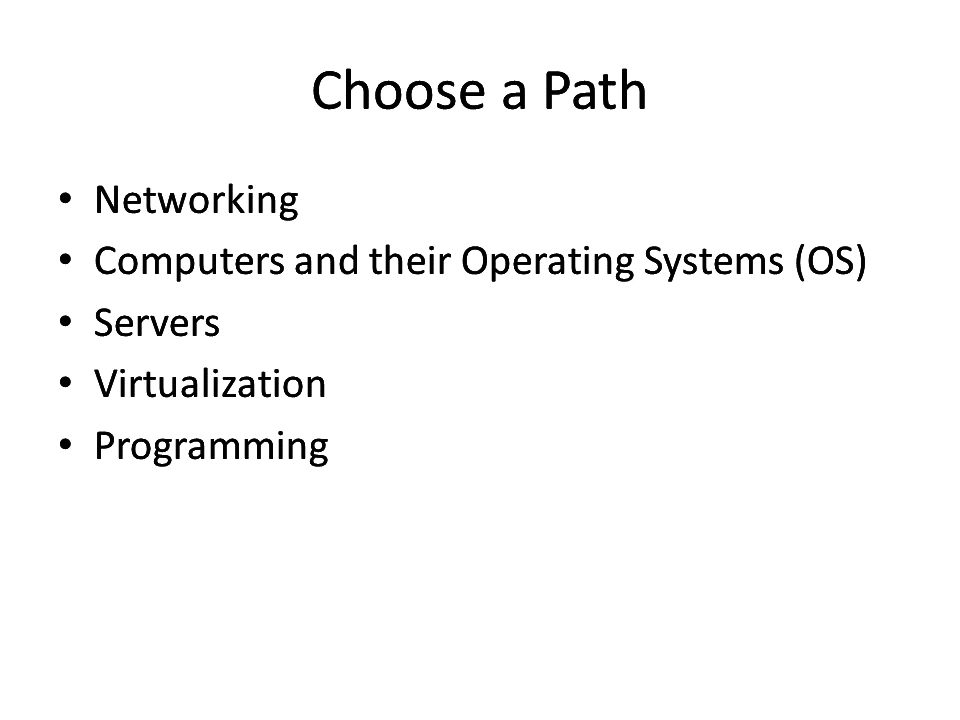 Choose a Path
• Networking
• Computers and their Operating Systems (OS)
• Servers
• Virtualization
• Programming